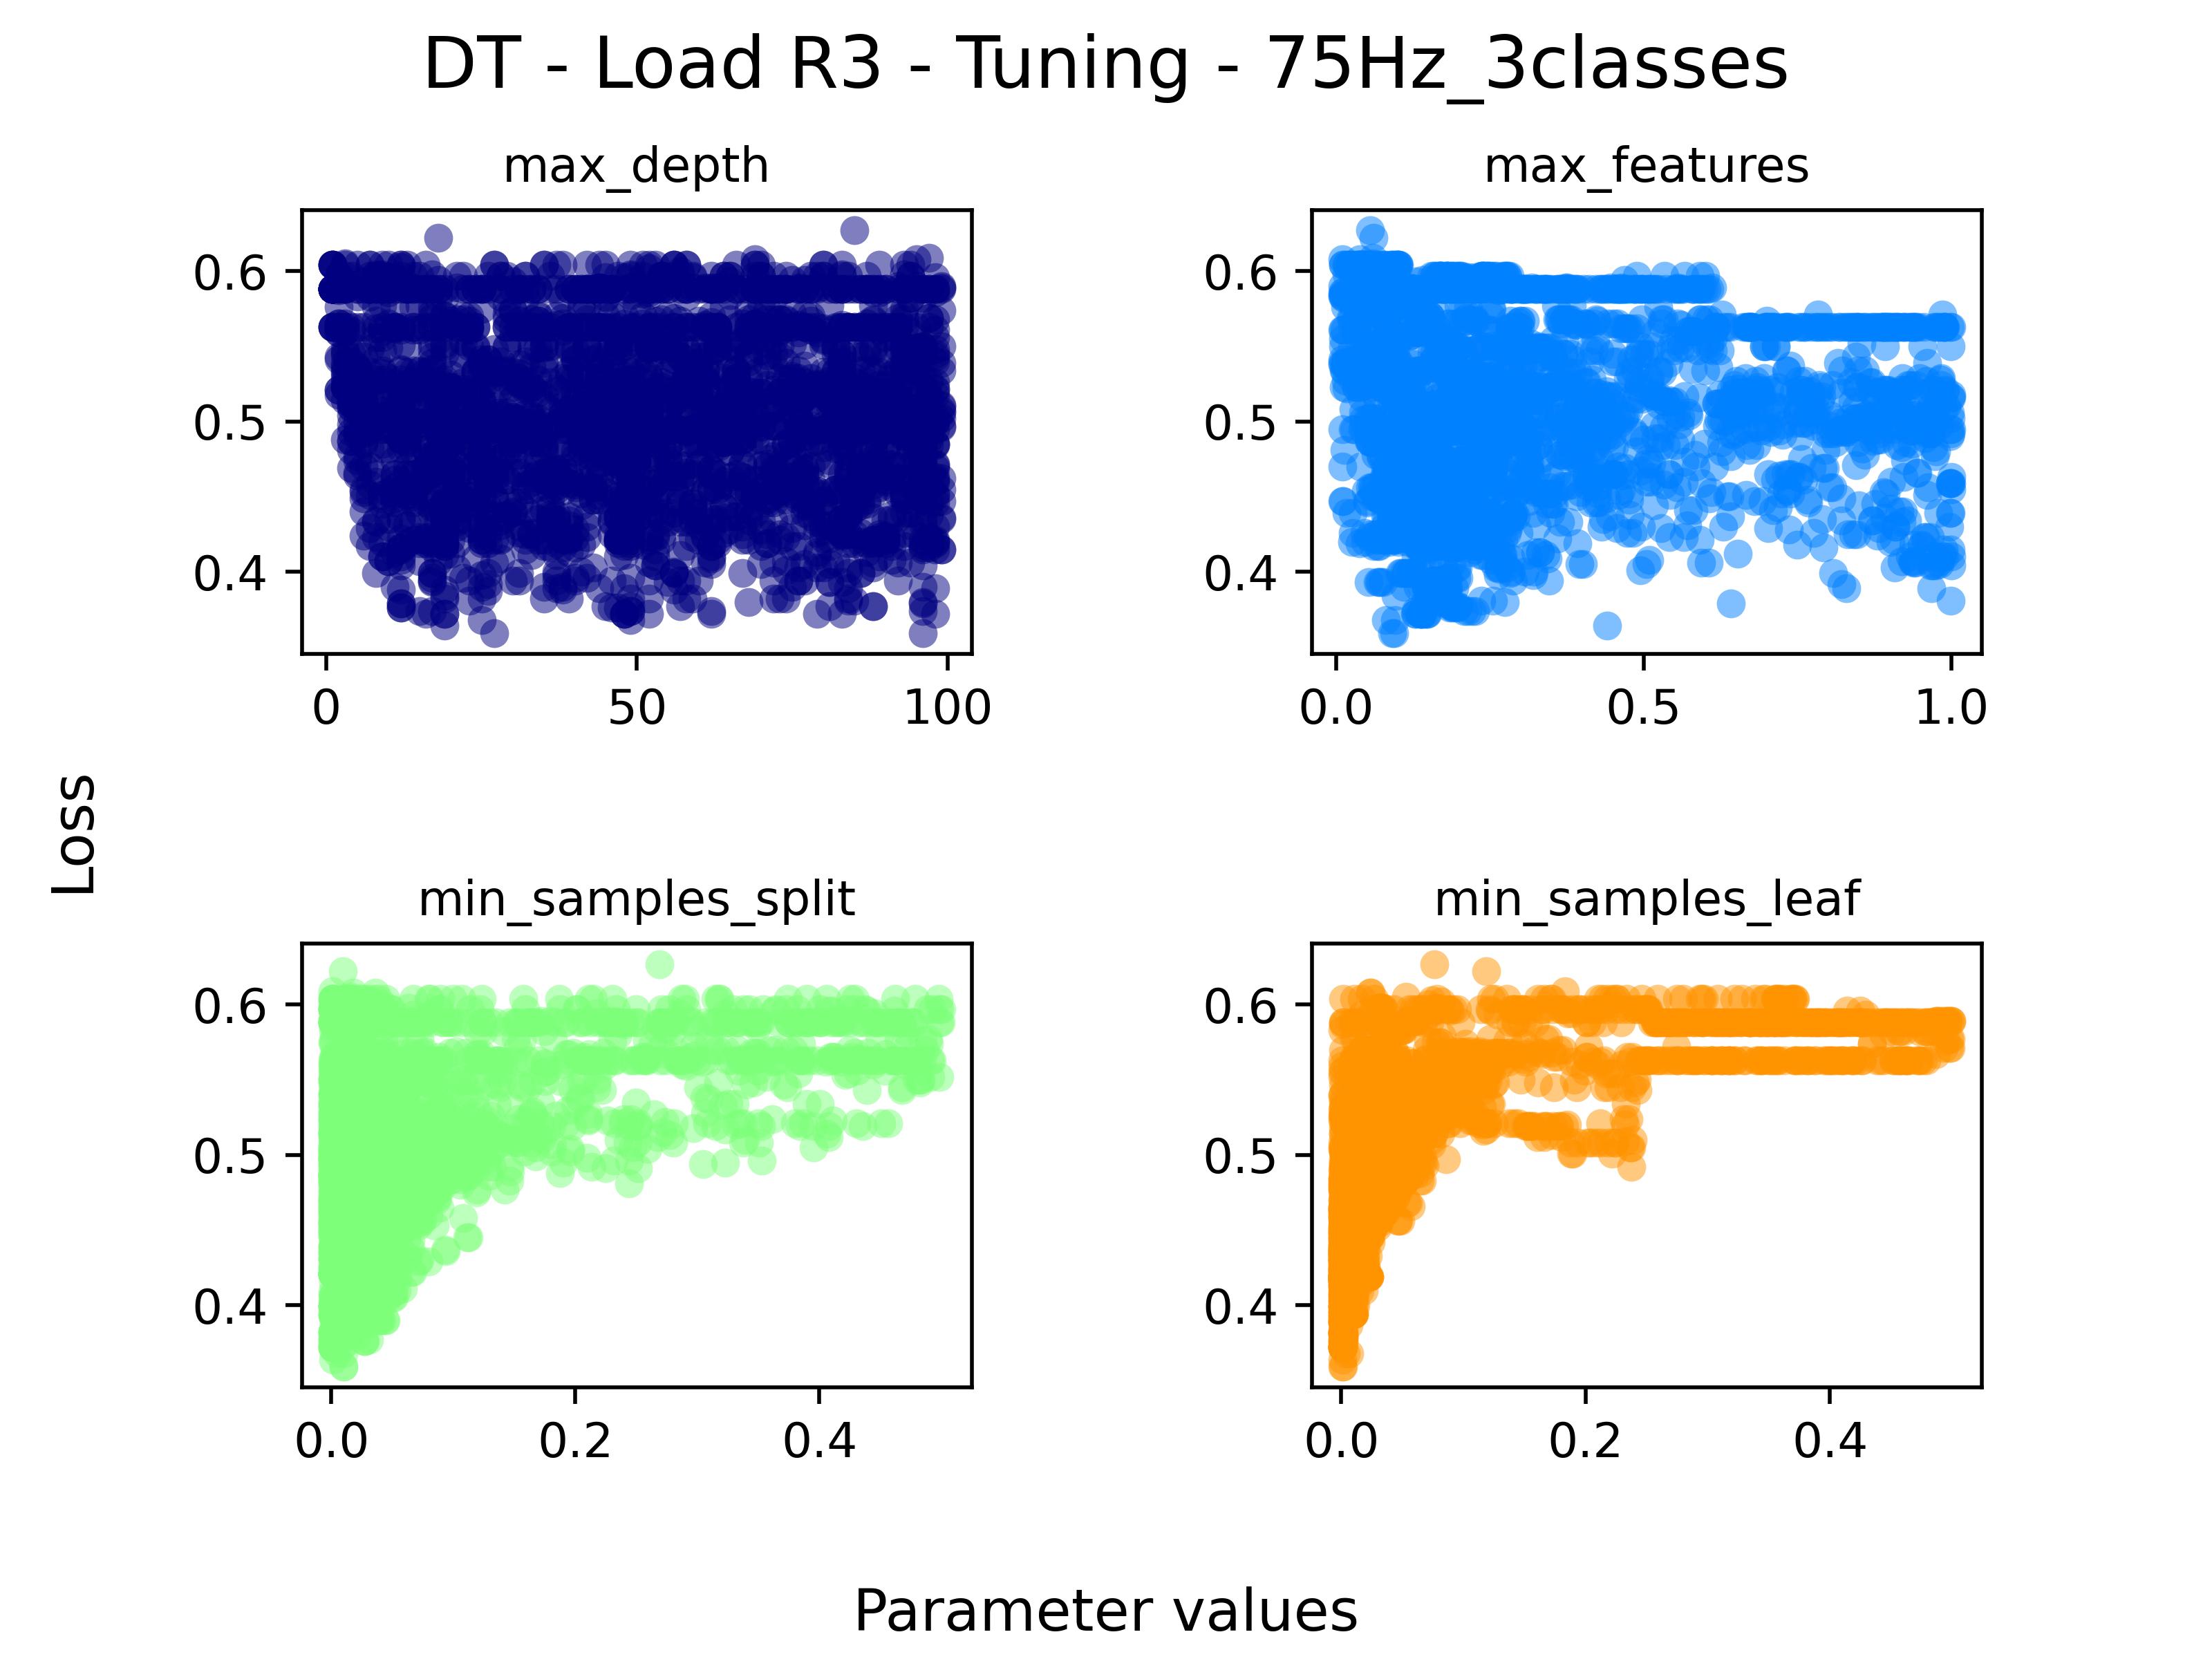 DT - Load R3 - Tuning - 75Hz_3classes
max_depth
0.6
0.5
0.4
0 50 100
max_features
0.6
0.5
0.4
0.0 0.5 1.0
Loss
min_samples_split
0.6
0.5
0.4
0.0 0.2 0.4
min_samples_leaf
0.6
0.5
0.4
0.0 0.2 0.4
Parameter values